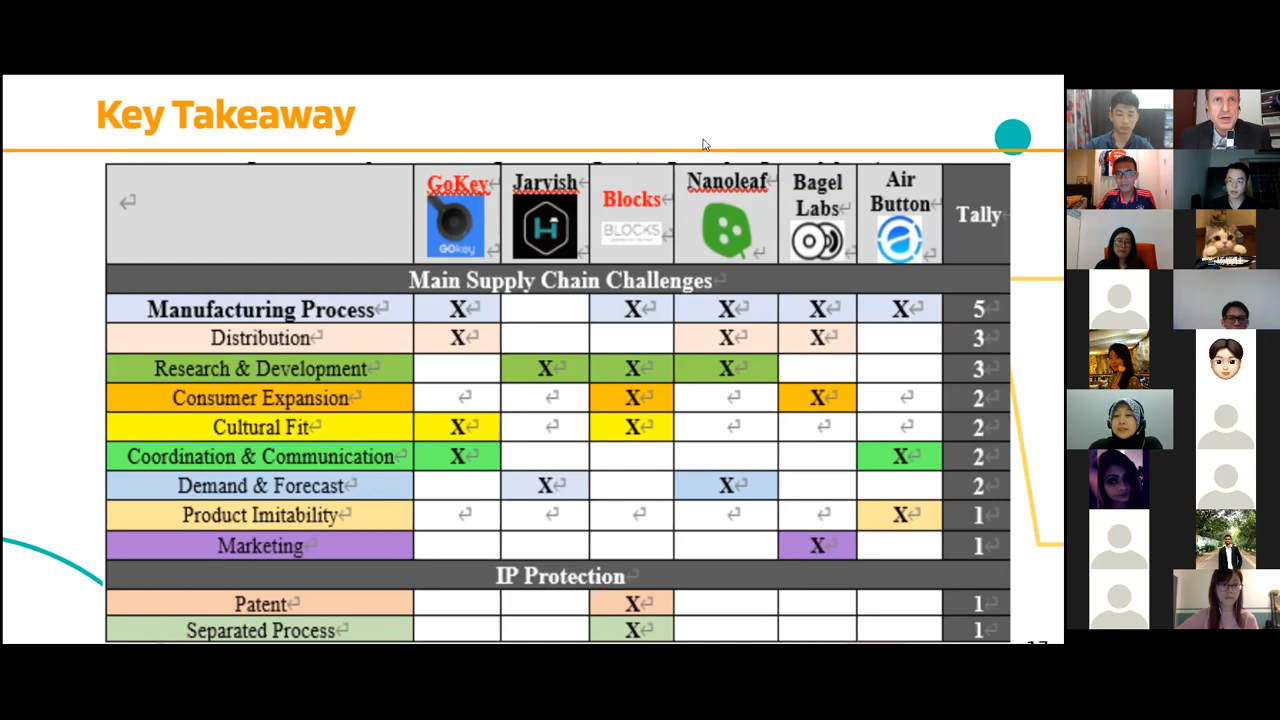 Key Takeaway
GoKey Jarvish Blocks Nanoleaf Bagel Labs Air Button Tally
GOkey BLOCKS
Main Supply Chain Challenges
Manufacturing Process X X X X X 5
Distribution X X X 3
Research & Development X X X 3
Consumer Expansion X X 2
Cultural Fit X X 2
Coordination & Communication X X 2
Demand & Forecast X X 2
Product Imitability X 1
Marketing X 1
IP Protection
Patent X 1
Separated Process X 1